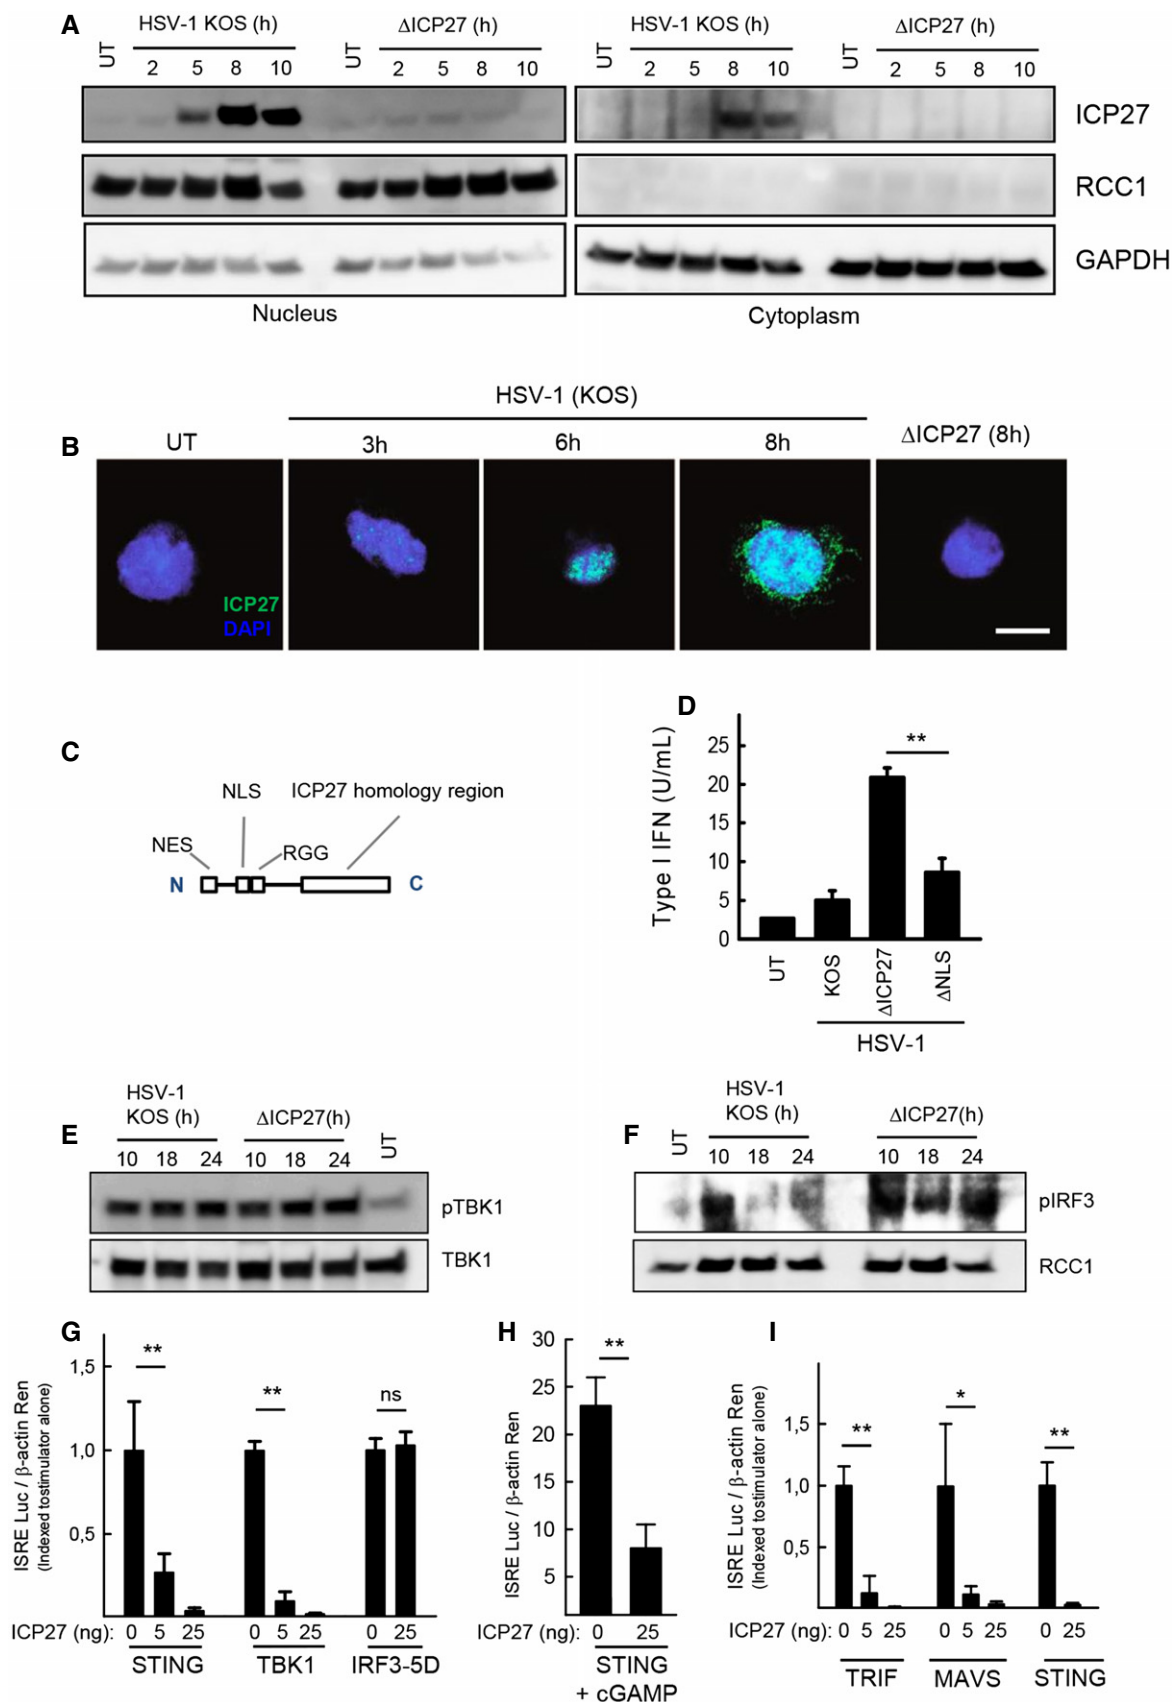 A
HSV-1 KOS (h) ΔICP27 (h) HSV-1 KOS (h) ΔICP27 (h)
UT 2 5 8 10 UT 2 5 8 10 UT 2 5 8 10 UT 2 5 8 10
ICP27
RCC1
GAPDH
Nucleus Cytoplasm
HSV-1 (KOS)
B UT 3h 6h 8h ΔICP27 (8h)
ICP27
DAPI
C
NLS ICP27 homology region
NES RGG
N C
D
Type I IFN (U/mL)
25
20
15
10
5
0
**
UT KOS ΔICP27 ΔNLS
HSV-1
E
HSV-1
KOS (h) ΔICP27(h)
10 18 24 10 18 24 UT
pTBK1
TBK1
F
HSV-1
KOS (h) ΔICP27(h)
UT 10 18 24 10 18 24
pIRF3
RCC1
G
ISRE Luc / β-actin Ren
(Indexed tostimulator alone)
1,5
1,0
0,5
** ** ns
ICP27 (ng): 0 5 25 0 5 25 0 25
STING TBK1 IRF3-5D
H
ISRE Luc / β-actin Ren
30
25
20
15
10
5
**
0 25
STING
+ cGAMP
I
ISRE Luc / β-actin Ren
(Indexed tostimulator alone)
1,5
1,0
0,5
** * **
ICP27 (ng): 0 5 25 0 5 25 0 25
TRIF MAVS STING